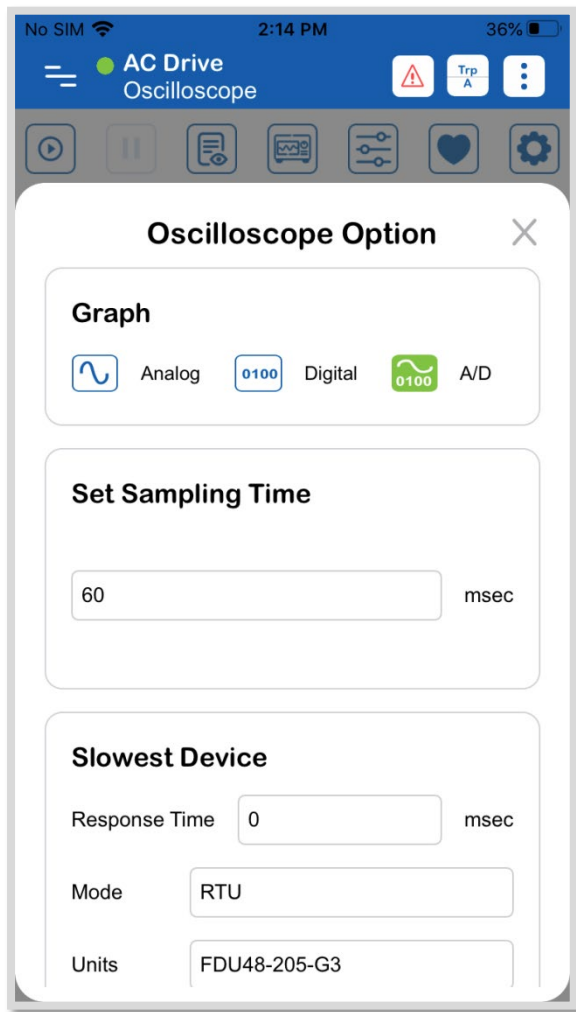 No SIM 2:14 PM 36%
AC Drive
Oscilloscope
Trp
A
Oscilloscope Option
Graph
Analog 0100 Digital 0100 A/D
Set Sampling Time
60 msec
Slowest Device
Response Time 0 msec
Mode RTU
Units FDU48-205-G3